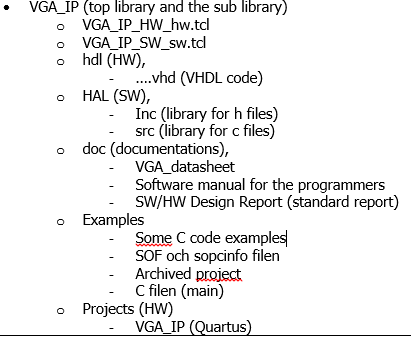 • VGA_IP (top library and the sub library)
o VGA_IP_HW_hw.tcl
o VGA_IP_SW_sw.tcl
o hdl (HW),
- ....vhd (VHDL code)
o HAL (SW),
- Inc (library for h files)
- src (library for c files)
o doc (documentations),
- VGA_datasheet
- Software manual for the programmers
- SW/HW Design Report (standard report)
o Examples
- Some C code examples
- SOF och sopcinfo filen
- Archived project
- C filen (main)
o Projects (HW)
- VGA_IP (Quartus)